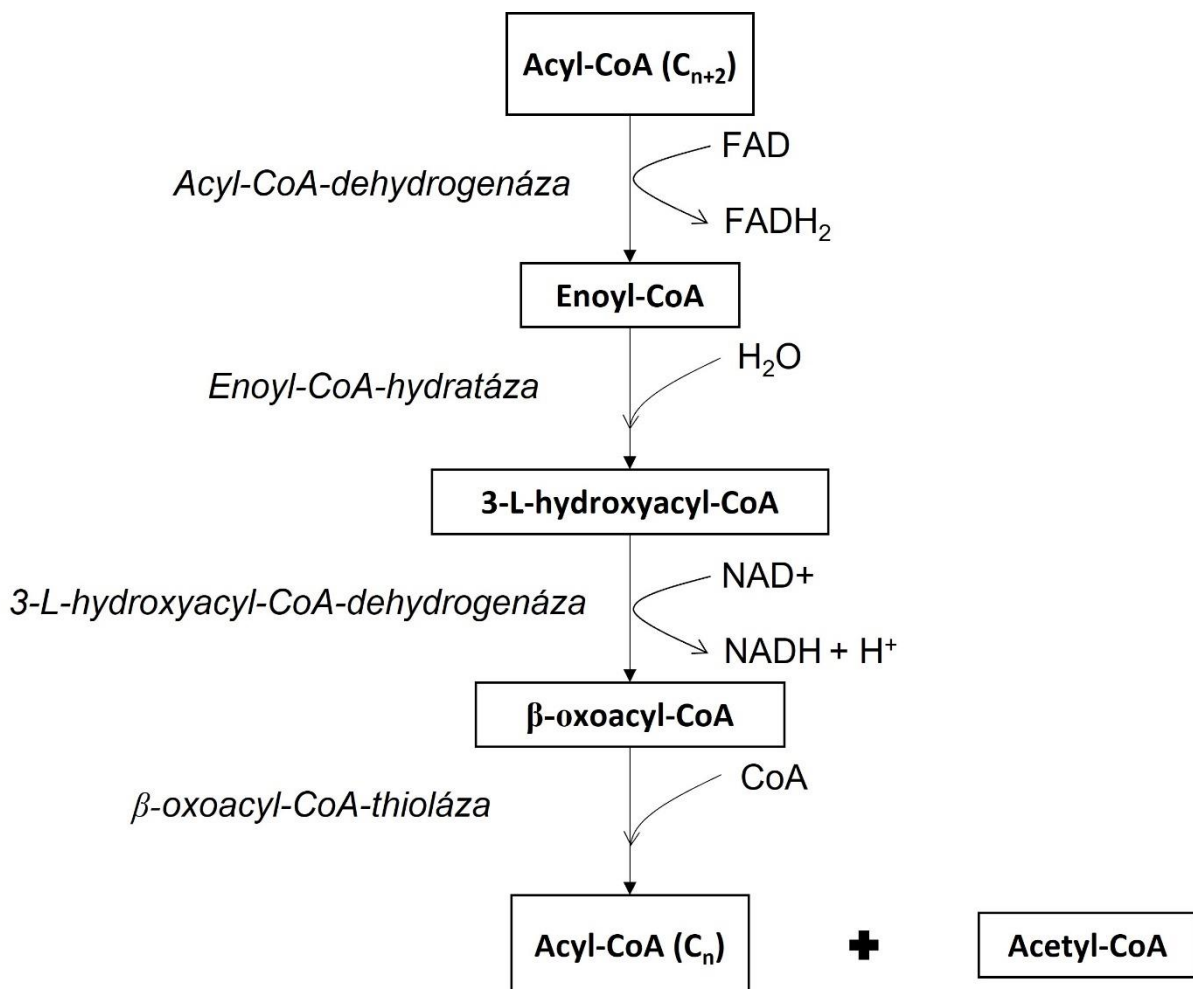 Acyl-CoA (Cₙ₊₂)
FAD
Acyl-CoA-dehydrogenáza
FADH₂
Enoyl-CoA
H₂O
Enoyl-CoA-hydratáza
3-L-hydroxyacyl-CoA
NAD+
3-L-hydroxyacyl-CoA-dehydrogenáza
NADH + H⁺
β-oxoacyl-CoA
CoA
β-oxoacyl-CoA-thioláza
Acyl-CoA (Cₙ) + Acetyl-CoA